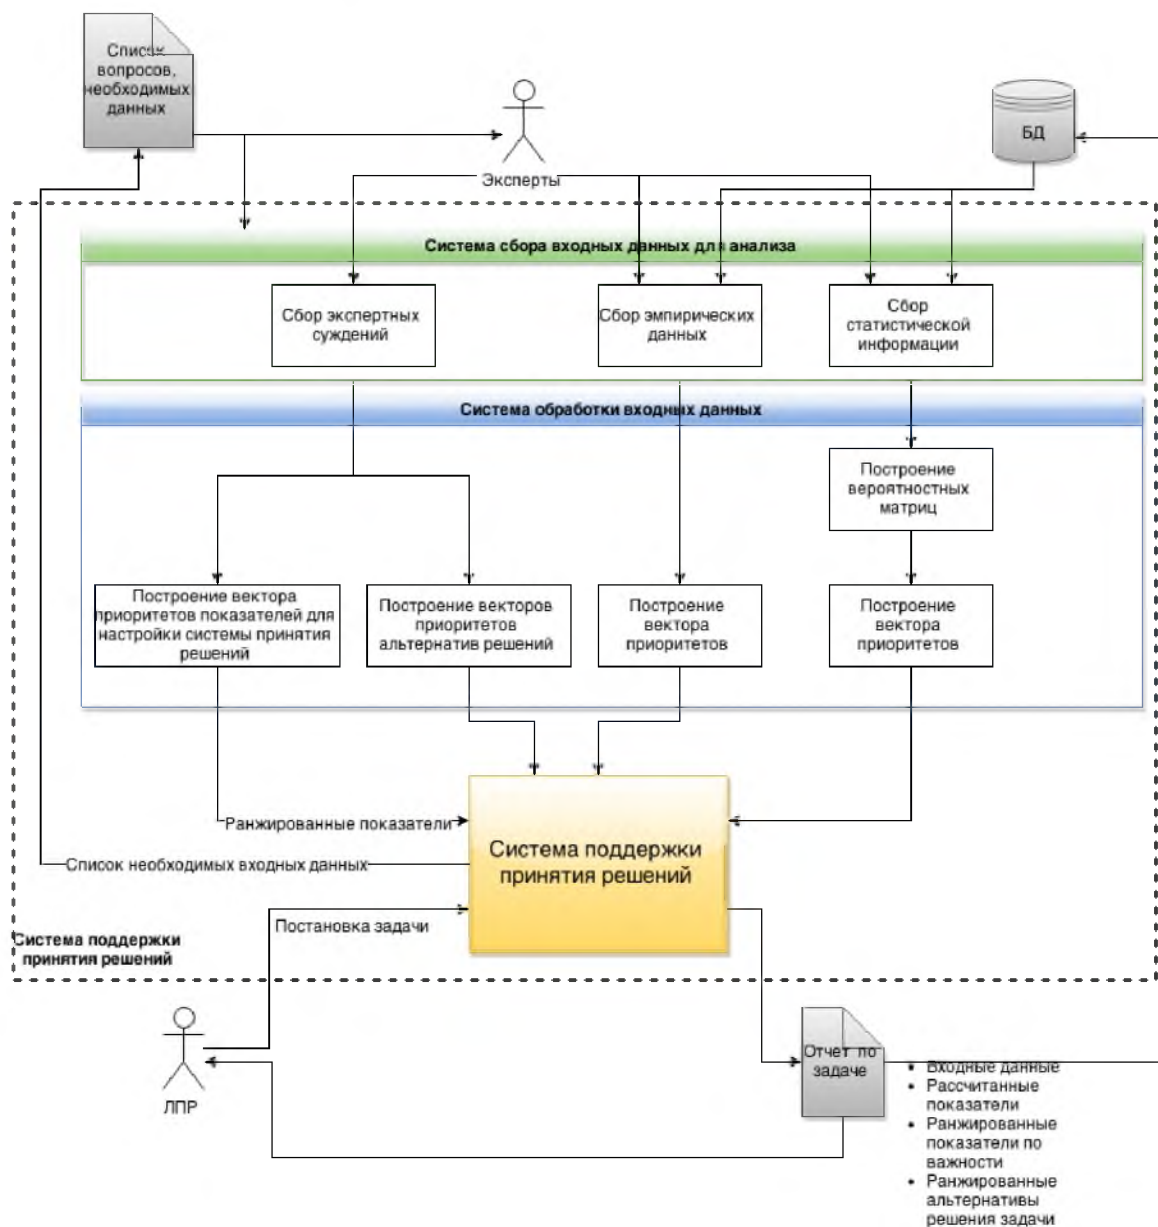 Список
вопросов,
необходимых
данных
Эксперты
БД
Система сбора входных данных для анализа
Сбор экспертных
суждений
Сбор эмпирических
данных
Сбор
статистической
информации
Система обработки входных данных
Построение
вероятностных
матриц
Построение вектора
приоритетов показателей для
настройки системы принятия
решений
Построение векторов
приоритетов
альтернатив решений
Построение
вектора
приоритетов
Построение
вектора
приоритетов
Ранжированные показатели
Список необходимых входных данных
Система поддержки
принятия решений
Постановка задачи
Система поддержки
принятия решений
ЛПР
Отчет по
задаче
• Входные данные
• Рассчитанные
показатели
• Ранжированные
показатели по
важности
• Ранжированные
альтернативы
решения задачи